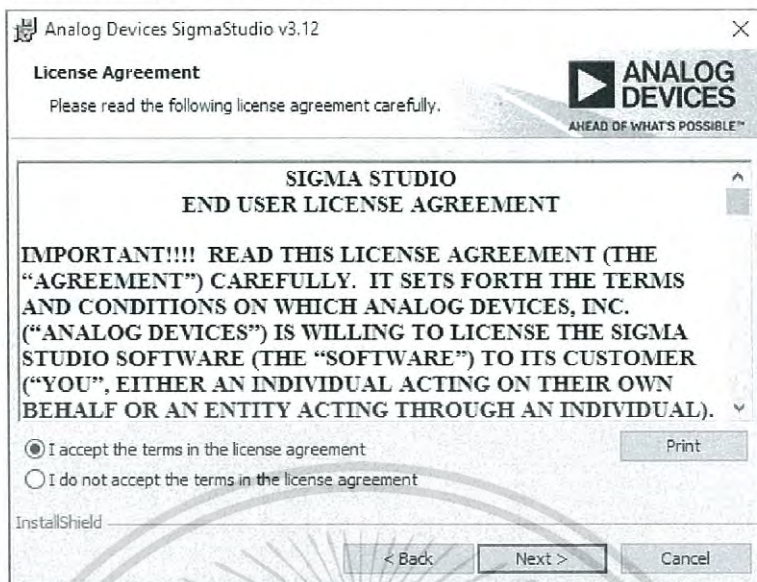 Analog Devices SigmaStudio v3.12
License Agreement
Please read the following license agreement carefully.
ANALOG
DEVICES
AHEAD OF WHAT'S POSSIBLE™
SIGMA STUDIO
END USER LICENSE AGREEMENT
IMPORTANT!!!! READ THIS LICENSE AGREEMENT (THE
“AGREEMENT”) CAREFULLY. IT SETS FORTH THE TERMS
AND CONDITIONS ON WHICH ANALOG DEVICES, INC.
(“ANALOG DEVICES”) IS WILLING TO LICENSE THE SIGMA
STUDIO SOFTWARE (THE “SOFTWARE”) TO ITS CUSTOMER
(“YOU”, EITHER AN INDIVIDUAL ACTING ON THEIR OWN
BEHALF OR AN ENTITY ACTING THROUGH AN INDIVIDUAL).
I accept the terms in the license agreement
Print
I do not accept the terms in the license agreement
InstallShield
< Back
Next >
Cancel